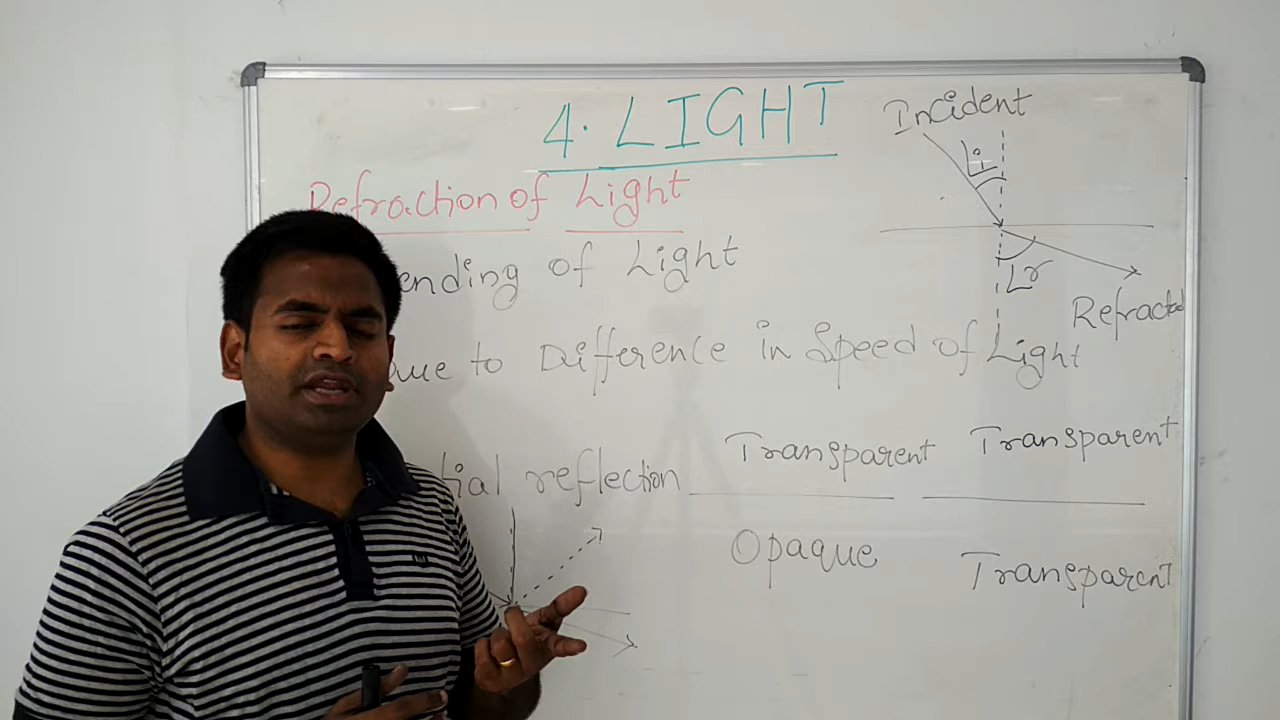 4. LIGHT
Incident
Refraction of Light
∠i
ending of Light
∠r
Refracted
ue to Difference in Speed of Light
tial reflection
Transparent
Transparent
Opaque
Transparent